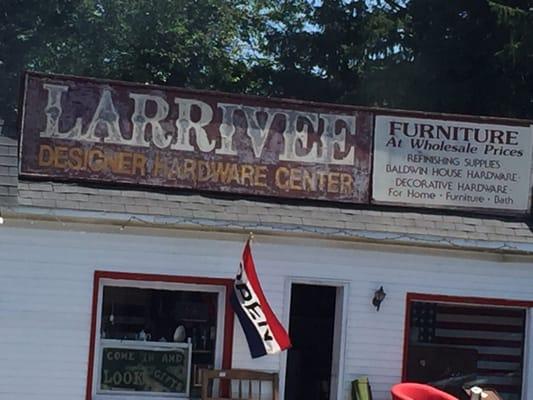 LARRIVEE
DESIGNER HARDWARE CENTER
FURNITURE
At Wholesale Prices
REFINISHING SUPPLIES
BALDWIN HOUSE HARDWARE
DECORATIVE HARDWARE
For Home · Furniture · Bath
OPEN
COME IN AND
LOOK